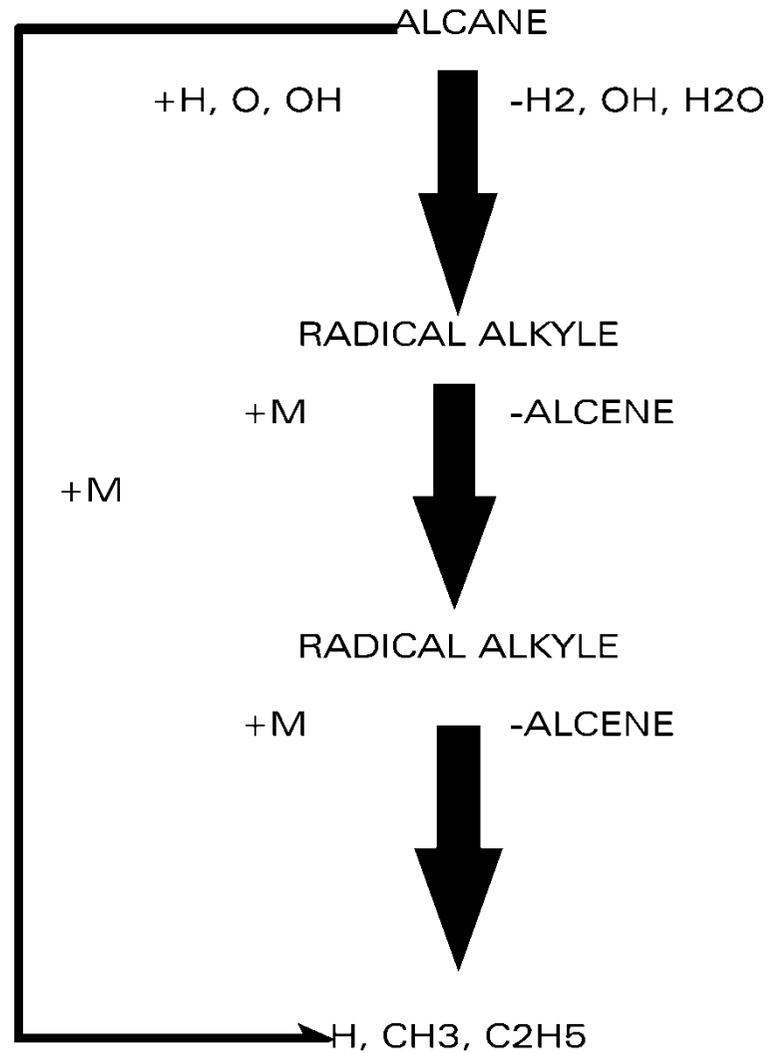 ALCANE
+H, O, OH -H2, OH, H2O
RADICAL ALKYLE
+M -ALCENE
+M
RADICAL ALKYLE
+M -ALCENE
H, CH3, C2H5